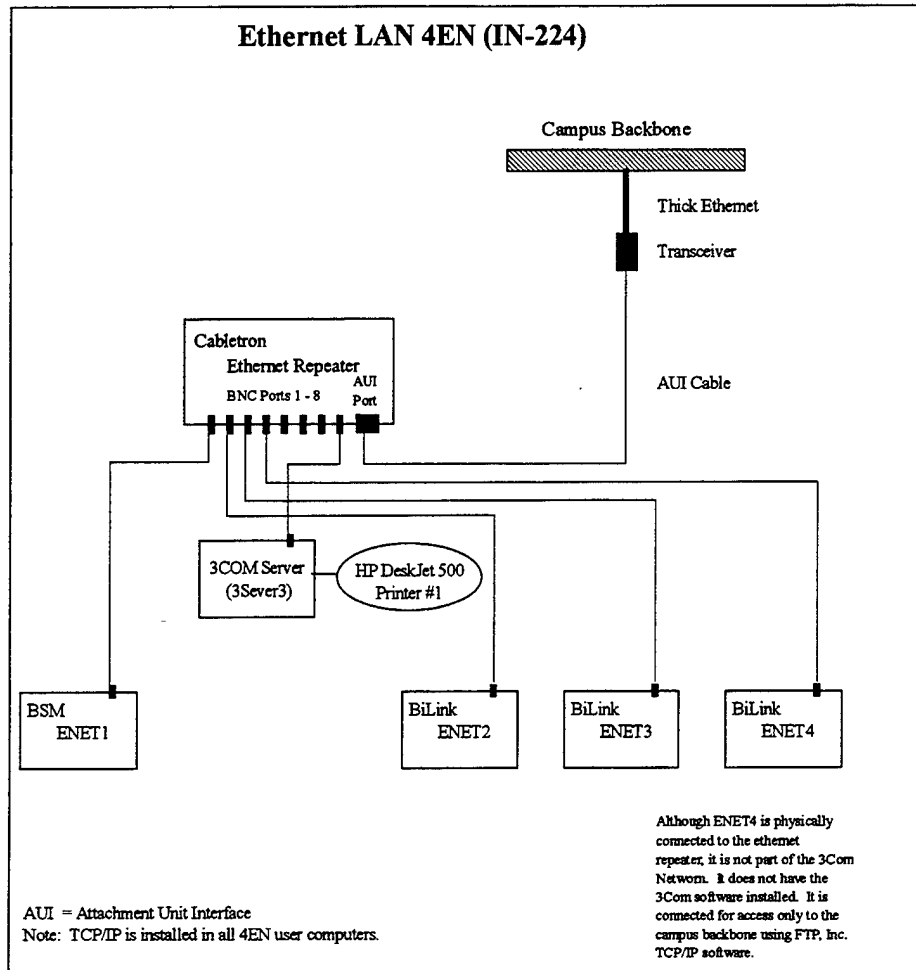 Ethernet LAN 4EN (IN-224)
Campus Backbone
Thick Ethernet
Transceiver
AUI Cable
Cabletron
Ethernet Repeater
BNC Ports 1 - 8
AUI
Port
3COM Server
(3Sever3)
HP DeskJet 500
Printer #1
BSM
ENET1
BiLink
ENET2
BiLink
ENET3
BiLink
ENET4
Although ENET4 is physically
connected to the ethernet
repeater, it is not part of the 3Com
Networn. It does not have the
3Com software installed. It is
connected for access only to the
campus backbone using FTP, Inc.
TCP/IP software.
AUI = Attachment Unit Interface
Note: TCP/IP is installed in all 4EN user computers.